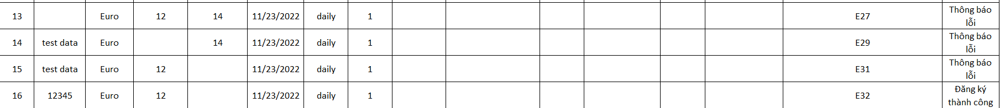 13 Euro 12 14 11/23/2022 daily 1 E27 Thông báo lỗi
14 test data Euro 14 11/23/2022 daily 1 E29 Thông báo lỗi
15 test data Euro 12 11/23/2022 daily 1 E31 Thông báo lỗi
16 12345 Euro 12 11/23/2022 daily 1 E32 Đăng ký thành công